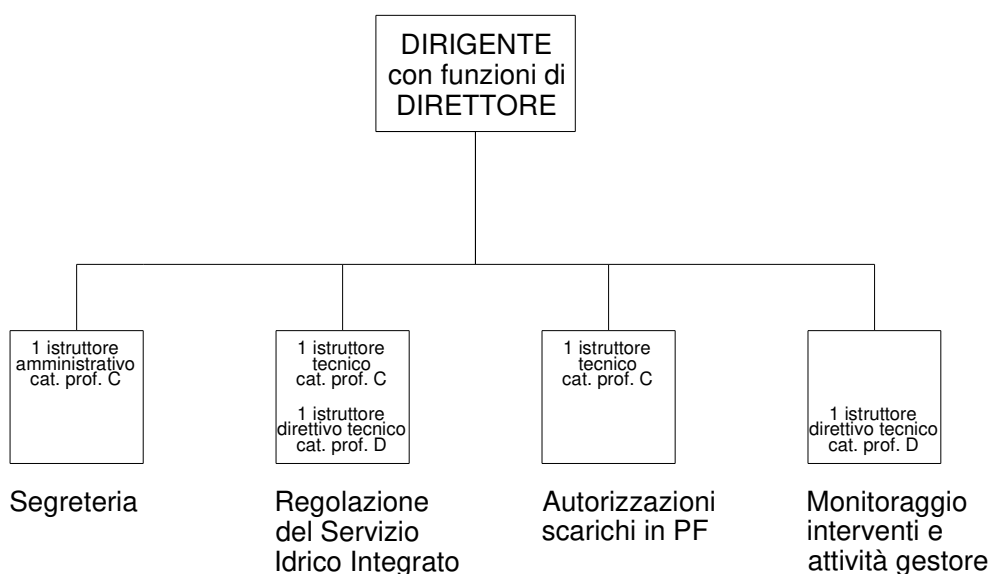 DIRIGENTE
con funzioni di
DIRETTORE
1 istruttore
amministrativo
cat. prof. C
1 istruttore
tecnico
cat. prof. C
1 istruttore
direttivo tecnico
cat. prof. D
1 istruttore
tecnico
cat. prof. C
1 istruttore
direttivo tecnico
cat. prof. D
Segreteria
Regolazione
del Servizio
Idrico Integrato
Autorizzazioni
scarichi in PF
Monitoraggio
interventi e
attività gestore